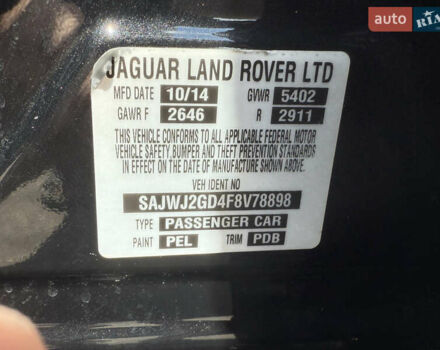 auto RIA
JAGUAR LAND ROVER LTD
MFD DATE 10/14 GVWR 5402
GAWR F 2646 R 2911
THIS VEHICLE CONFORMS TO ALL APPLICABLE FEDERAL MOTOR
VEHICLE SAFETY, BUMPER AND THEFT PREVENTION STANDARDS
IN EFFECT ON THE DATE OF MANUFACTURE SHOWN ABOVE.
VEH IDENT NO
SAJWJ2GD4F8V78898
TYPE PASSENGER CAR
PAINT PEL TRIM PDB